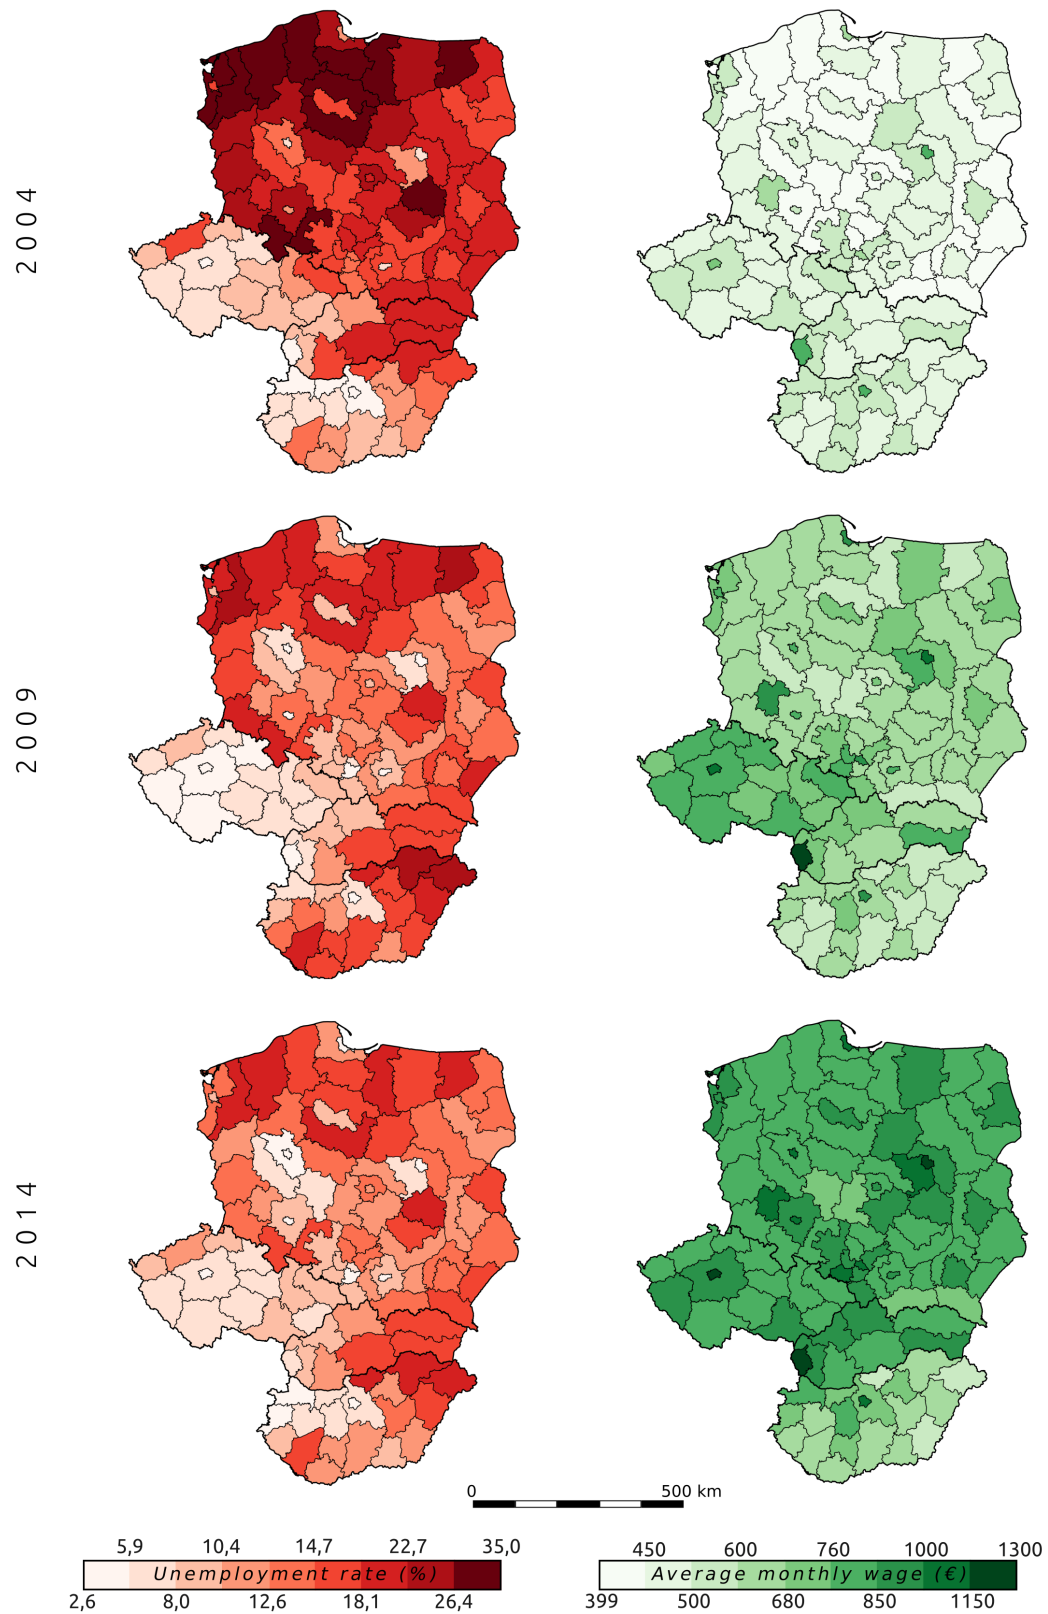 2004
2009
2014
0 500 km
5,9 10,4 14,7 22,7 35,0
Unemployment rate (%)
2,6 8,0 12,6 18,1 26,4
450 600 760 1000 1300
Average monthly wage (€)
399 500 680 850 1150